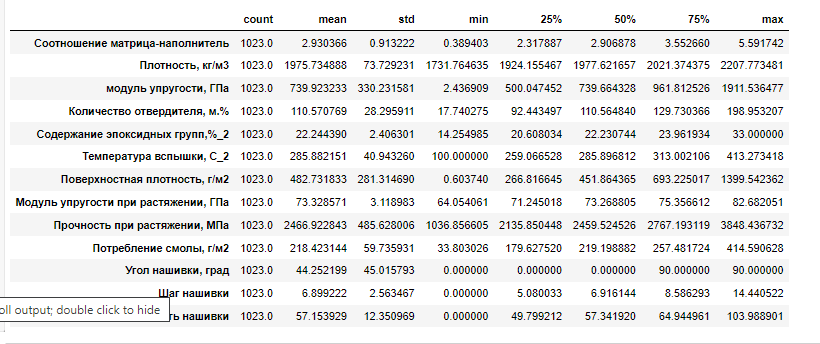 count mean std min 25% 50% 75% max
Соотношение матрица-наполнитель 1023.0 2.930366 0.913222 0.389403 2.317887 2.906878 3.552660 5.591742
Плотность, кг/м3 1023.0 1975.734888 73.729231 1731.764635 1924.155467 1977.621657 2021.374375 2207.773481
модуль упругости, ГПа 1023.0 739.923233 330.231581 2.436909 500.047452 739.664328 961.812526 1911.536477
Количество отвердителя, м.% 1023.0 110.570769 28.295911 17.740275 92.443497 110.564840 129.730366 198.953207
Содержание эпоксидных групп,%_2 1023.0 22.244390 2.406301 14.254985 20.608034 22.230744 23.961934 33.000000
Температура вспышки, С_2 1023.0 285.882151 40.943260 100.000000 259.066528 285.896812 313.002106 413.273418
Поверхностная плотность, г/м2 1023.0 482.731833 281.314690 0.603740 266.816645 451.864365 693.225017 1399.542362
Модуль упругости при растяжении, ГПа 1023.0 73.328571 3.118983 64.054061 71.245018 73.268805 75.356612 82.682051
Прочность при растяжении, МПа 1023.0 2466.922843 485.628006 1036.856605 2135.850448 2459.524526 2767.193119 3848.436732
Потребление смолы, г/м2 1023.0 218.423144 59.735931 33.803026 179.627520 219.198882 257.481724 414.590628
Угол нашивки, град 1023.0 44.252199 45.015793 0.000000 0.000000 0.000000 90.000000 90.000000
Шаг нашивки 1023.0 6.899222 2.563467 0.000000 5.080033 6.916144 8.586293 14.440522
oll output; double click to hide
ть нашивки 1023.0 57.153929 12.350969 0.000000 49.799212 57.341920 64.944961 103.988901